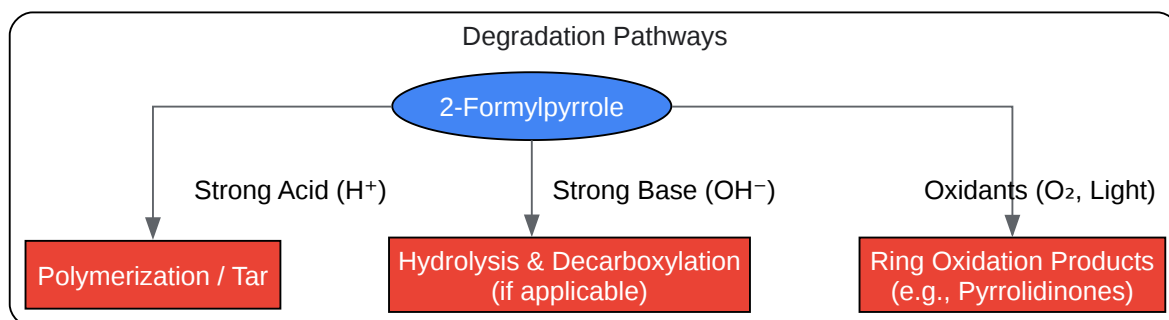 Degradation Pathways
2-Formylpyrrole
Strong Acid (H⁺)
Strong Base (OH⁻)
Oxidants (O₂, Light)
Polymerization / Tar
Hydrolysis & Decarboxylation
(if applicable)
Ring Oxidation Products
(e.g., Pyrrolidinones)